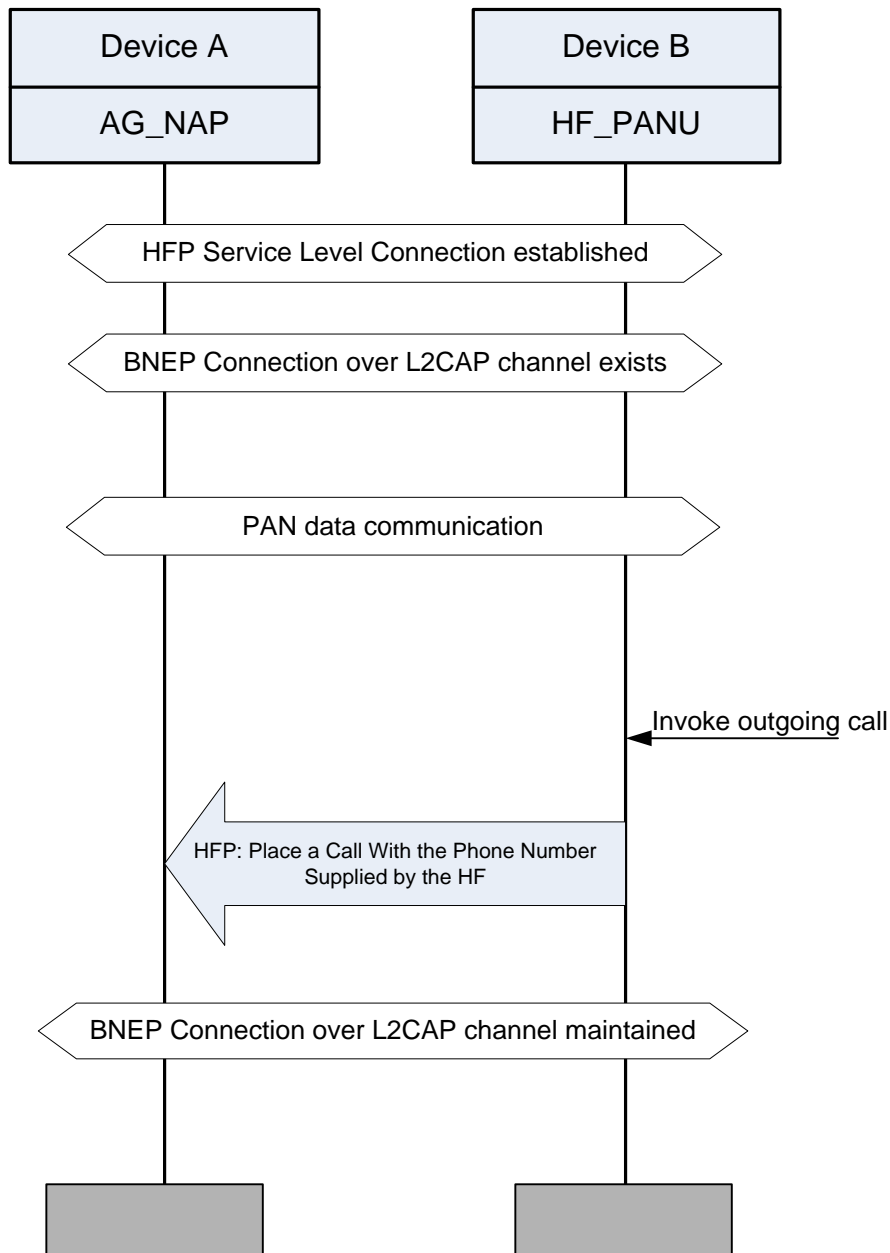 Device A
Device B
AG_NAP
HF_PANU
HFP Service Level Connection established
BNEP Connection over L2CAP channel exists
PAN data communication
Invoke outgoing call
HFP: Place a Call With the Phone Number
Supplied by the HF
BNEP Connection over L2CAP channel maintained